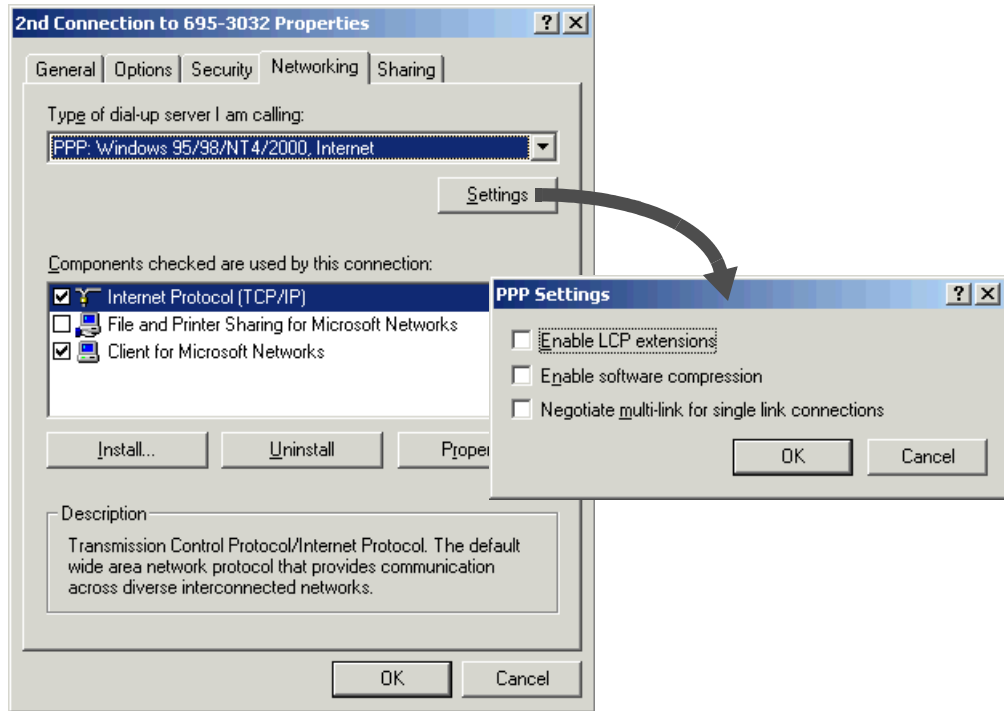 2nd Connection to 695-3032 Properties
General
Options
Security
Networking
Sharing
Type of dial-up server I am calling:
PPP: Windows 95/98/NT4/2000, Internet
Settings
Components checked are used by this connection:
Internet Protocol (TCP/IP)
File and Printer Sharing for Microsoft Networks
Client for Microsoft Networks
Install...
Uninstall
Description
Transmission Control Protocol/Internet Protocol. The default
wide area network protocol that provides communication
across diverse interconnected networks.
OK
Cancel
PPP Settings
Enable LCP extensions
Enable software compression
Negotiate multi-link for single link connections
OK
Cancel